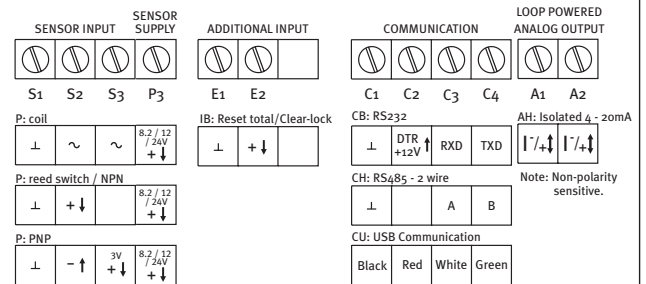 SENSOR INPUT
SENSOR
SUPPLY
ADDITIONAL INPUT
COMMUNICATION
LOOP POWERED
ANALOG OUTPUT
S1 S2 S3 P3
E1 E2
C1 C2 C3 C4
A1 A2
P: coil
⊥ ~ ~ 8.2 / 12
/ 24V
+
P: reed switch / NPN
⊥ + 8.2 / 12
/ 24V
+
P: PNP
⊥ - 3V
+ 8.2 / 12
/ 24V
+
IB: Reset total/Clear-lock
⊥ +
CB: RS232
⊥ DTR
+12V RXD TXD
CH: RS485 - 2 wire
⊥ A B
CU: USB Communication
Black Red White Green
AH: Isolated 4 - 20mA
I-/+ I-/+
Note: Non-polarity
sensitive.